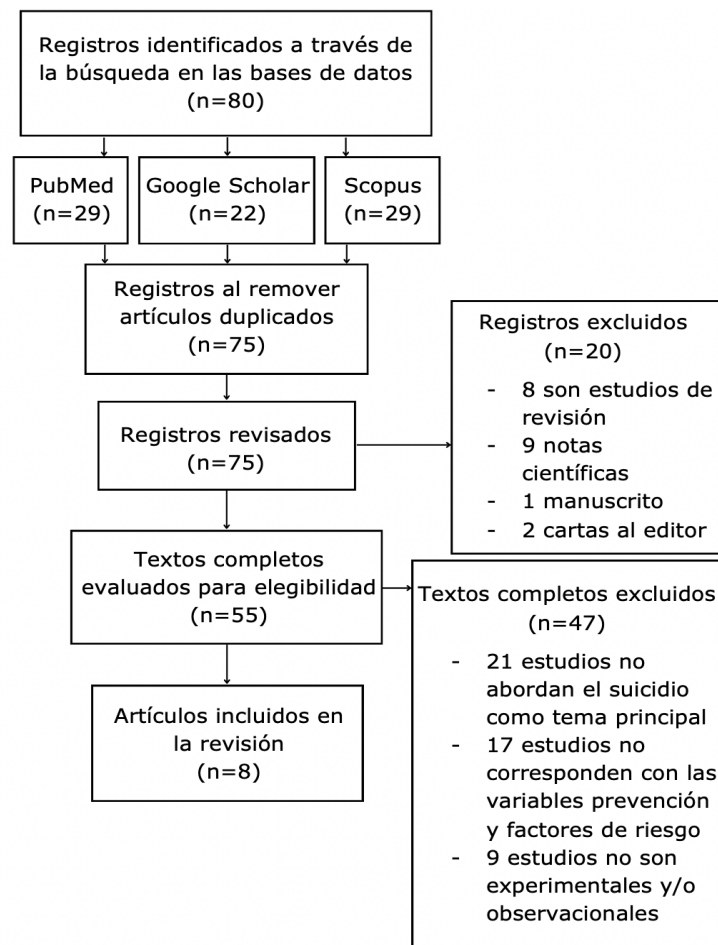 Registros identificados a través de
la búsqueda en las bases de datos
(n=80)
PubMed
(n=29)
Google Scholar
(n=22)
Scopus
(n=29)
Registros al remover
artículos duplicados
(n=75)
Registros revisados
(n=75)
Registros excluidos
(n=20)
- 8 son estudios de
revisión
- 9 notas
científicas
- 1 manuscrito
- 2 cartas al editor
Textos completos
evaluados para elegibilidad
(n=55)
Textos completos excluidos
(n=47)
- 21 estudios no
abordan el suicidio
como tema principal
- 17 estudios no
corresponden con las
variables prevención
y factores de riesgo
- 9 estudios no son
experimentales y/o
observacionales
Artículos incluidos en
la revisión
(n=8)